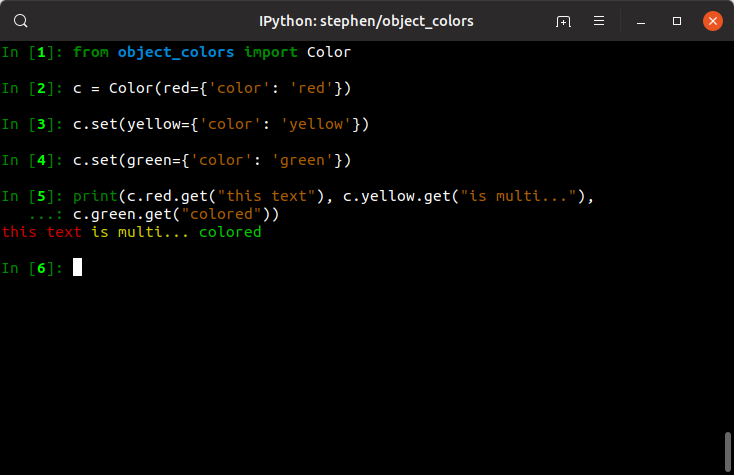 IPython: stephen/object_colors
In [1]: from object_colors import Color
In [2]: c = Color(red={'color': 'red'})
In [3]: c.set(yellow={'color': 'yellow'})
In [4]: c.set(green={'color': 'green'})
In [5]: print(c.red.get("this text"), c.yellow.get("is multi..."),
   ...: c.green.get("colored"))
this text is multi... colored
In [6]: